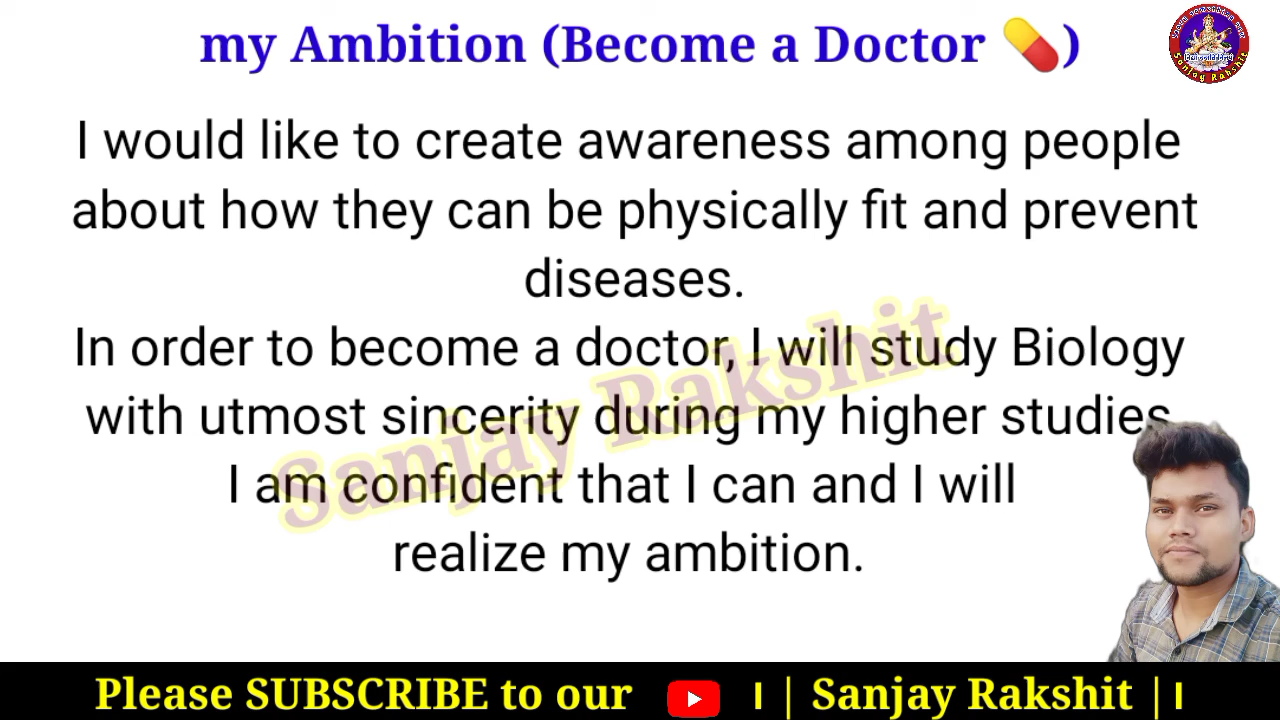 my Ambition (Become a Doctor 💊)
I would like to create awareness among people
about how they can be physically fit and prevent
diseases.
In order to become a doctor, I will study Biology
with utmost sincerity during my higher studies
I am confident that I can and I will
realize my ambition.
Sanjay Rakshit
Sanjay Rakshit
Please SUBSCRIBE to our । | Sanjay Rakshit |।